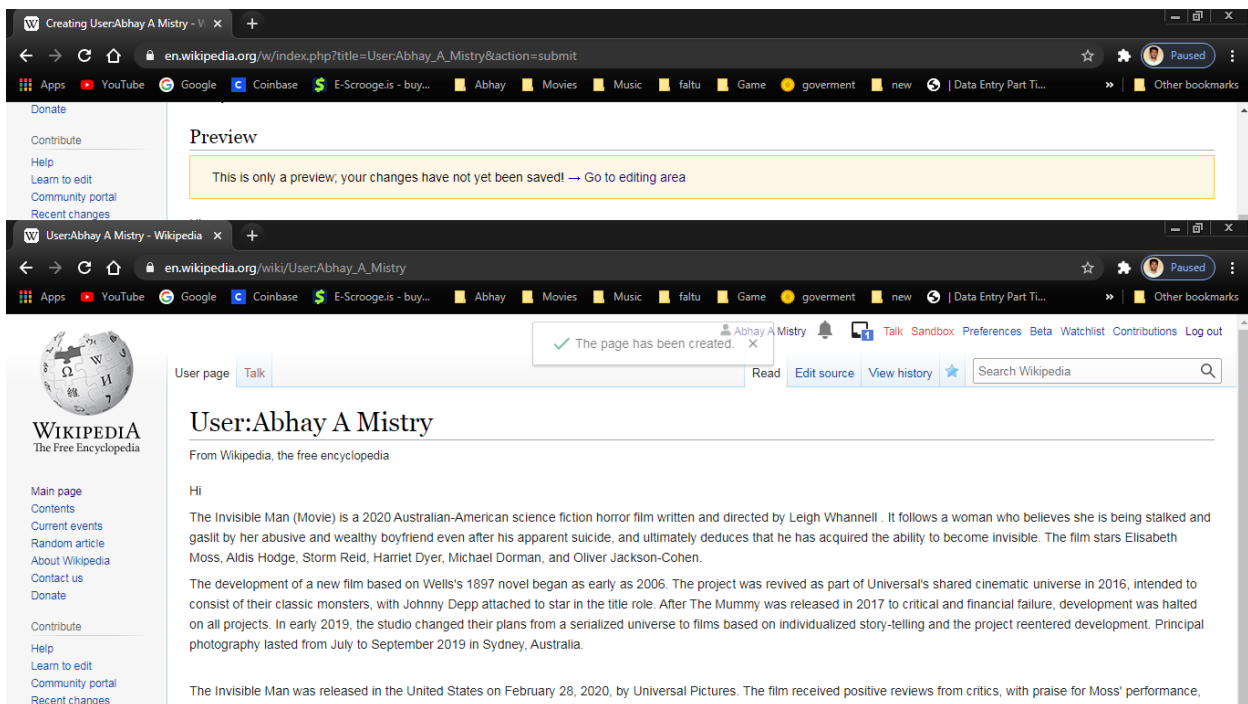 Creating User:Abhay A Mistry - W
en.wikipedia.org/w/index.php?title=User:Abhay_A_Mistry&action=submit
Paused
Apps YouTube Google Coinbase E-Scrooge.is - buy... Abhay Movies Music faltu Game goverment new | Data Entry Part Ti... » Other bookmarks
Donate
Contribute
Help
Learn to edit
Community portal
Recent changes
Preview
This is only a preview; your changes have not yet been saved! → Go to editing area
User:Abhay A Mistry - Wikipedia
en.wikipedia.org/wiki/User:Abhay_A_Mistry
Paused
Apps YouTube Google Coinbase E-Scrooge.is - buy... Abhay Movies Music faltu Game goverment new | Data Entry Part Ti... » Other bookmarks
Abhay A Mistry 1 Talk Sandbox Preferences Beta Watchlist Contributions Log out
The page has been created.
User page Talk Read Edit source View history Search Wikipedia
WIKIPEDIA
The Free Encyclopedia
Main page
Contents
Current events
Random article
About Wikipedia
Contact us
Donate
Contribute
Help
Learn to edit
Community portal
Recent changes
User:Abhay A Mistry
From Wikipedia, the free encyclopedia
Hi
The Invisible Man (Movie) is a 2020 Australian-American science fiction horror film written and directed by Leigh Whannell . It follows a woman who believes she is being stalked and
gaslit by her abusive and wealthy boyfriend even after his apparent suicide, and ultimately deduces that he has acquired the ability to become invisible. The film stars Elisabeth
Moss, Aldis Hodge, Storm Reid, Harriet Dyer, Michael Dorman, and Oliver Jackson-Cohen.
The development of a new film based on Wells's 1897 novel began as early as 2006. The project was revived as part of Universal's shared cinematic universe in 2016, intended to
consist of their classic monsters, with Johnny Depp attached to star in the title role. After The Mummy was released in 2017 to critical and financial failure, development was halted
on all projects. In early 2019, the studio changed their plans from a serialized universe to films based on individualized story-telling and the project reentered development. Principal
photography lasted from July to September 2019 in Sydney, Australia.
The Invisible Man was released in the United States on February 28, 2020, by Universal Pictures. The film received positive reviews from critics, with praise for Moss' performance,